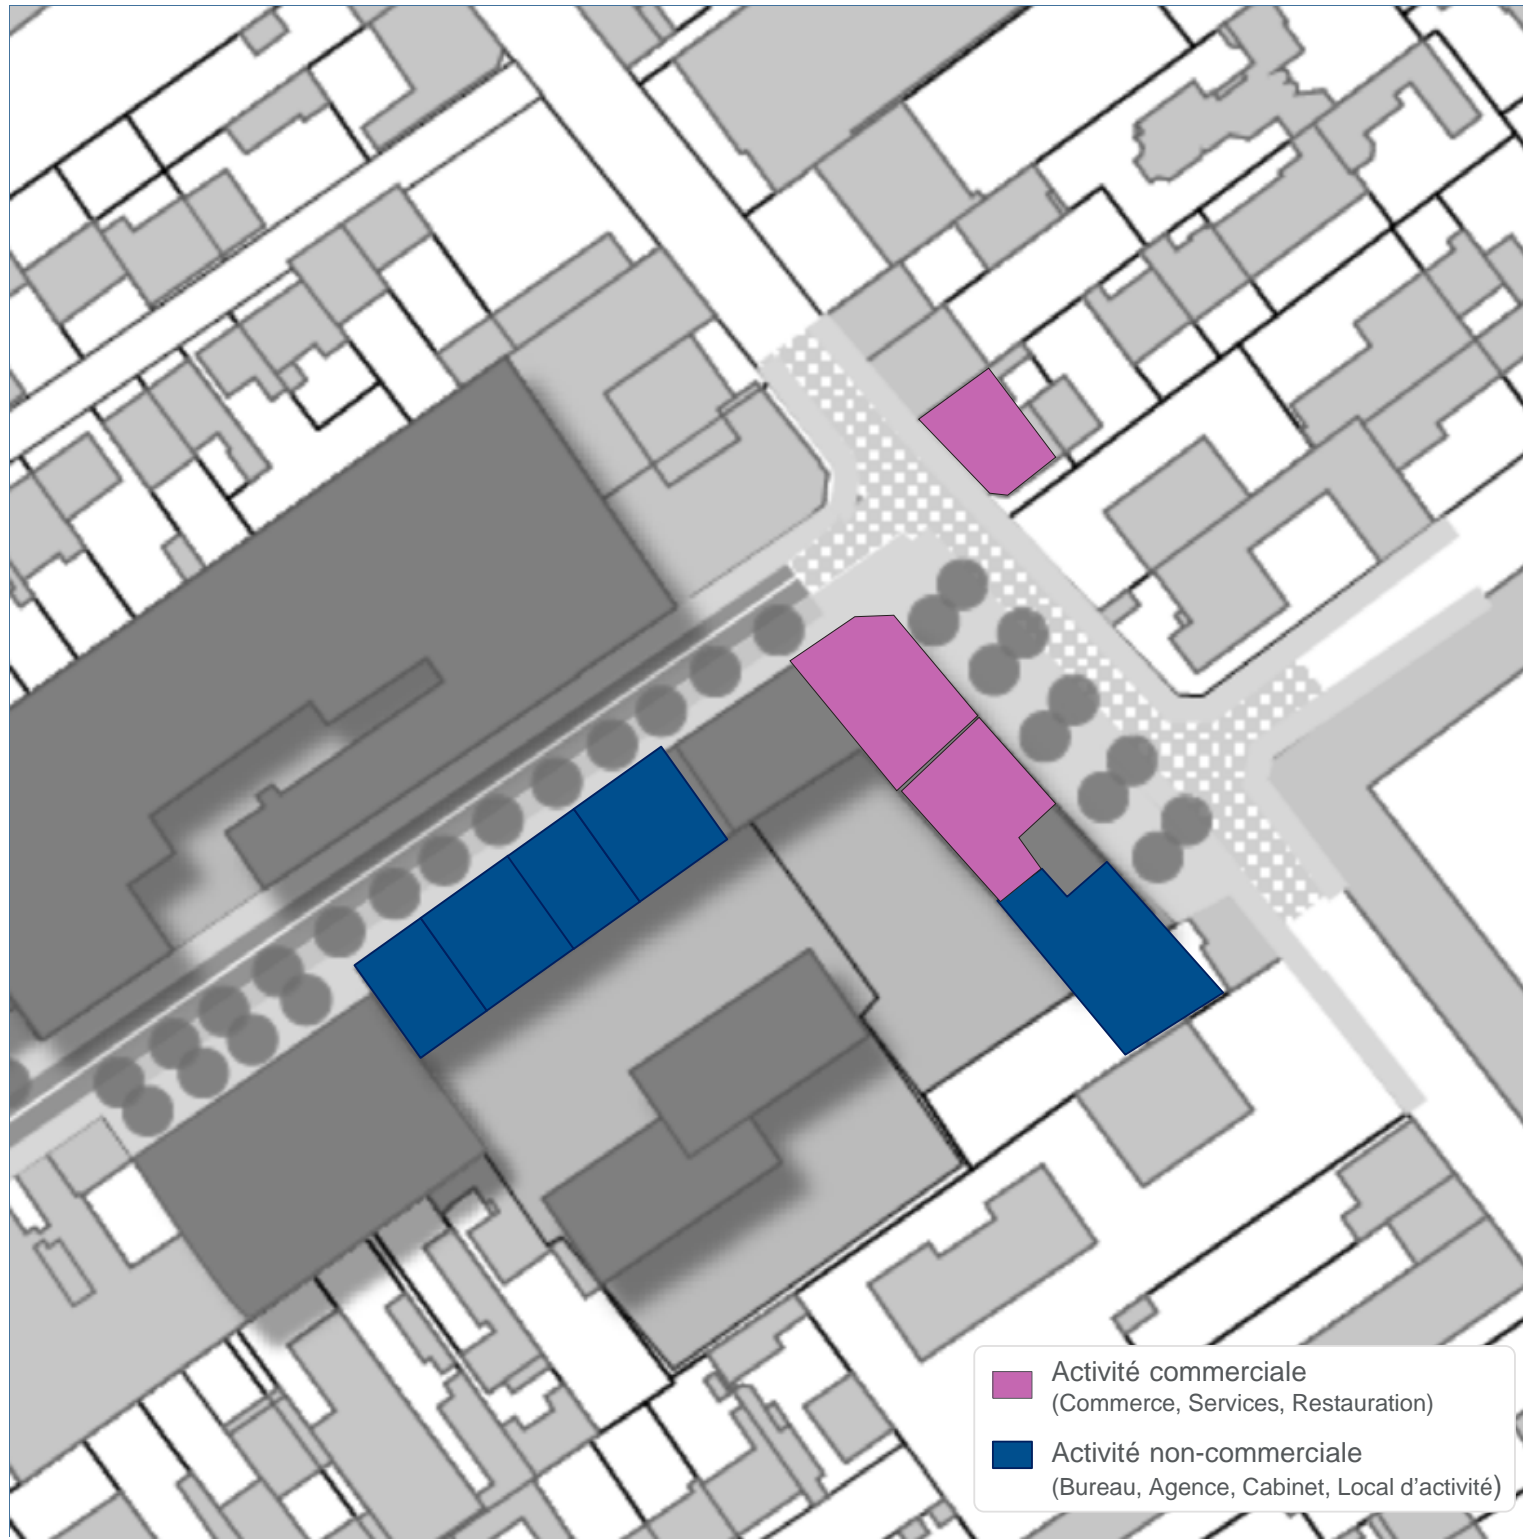 Activité commerciale
(Commerce, Services, Restauration)
Activité non-commerciale
(Bureau, Agence, Cabinet, Local d’activité)